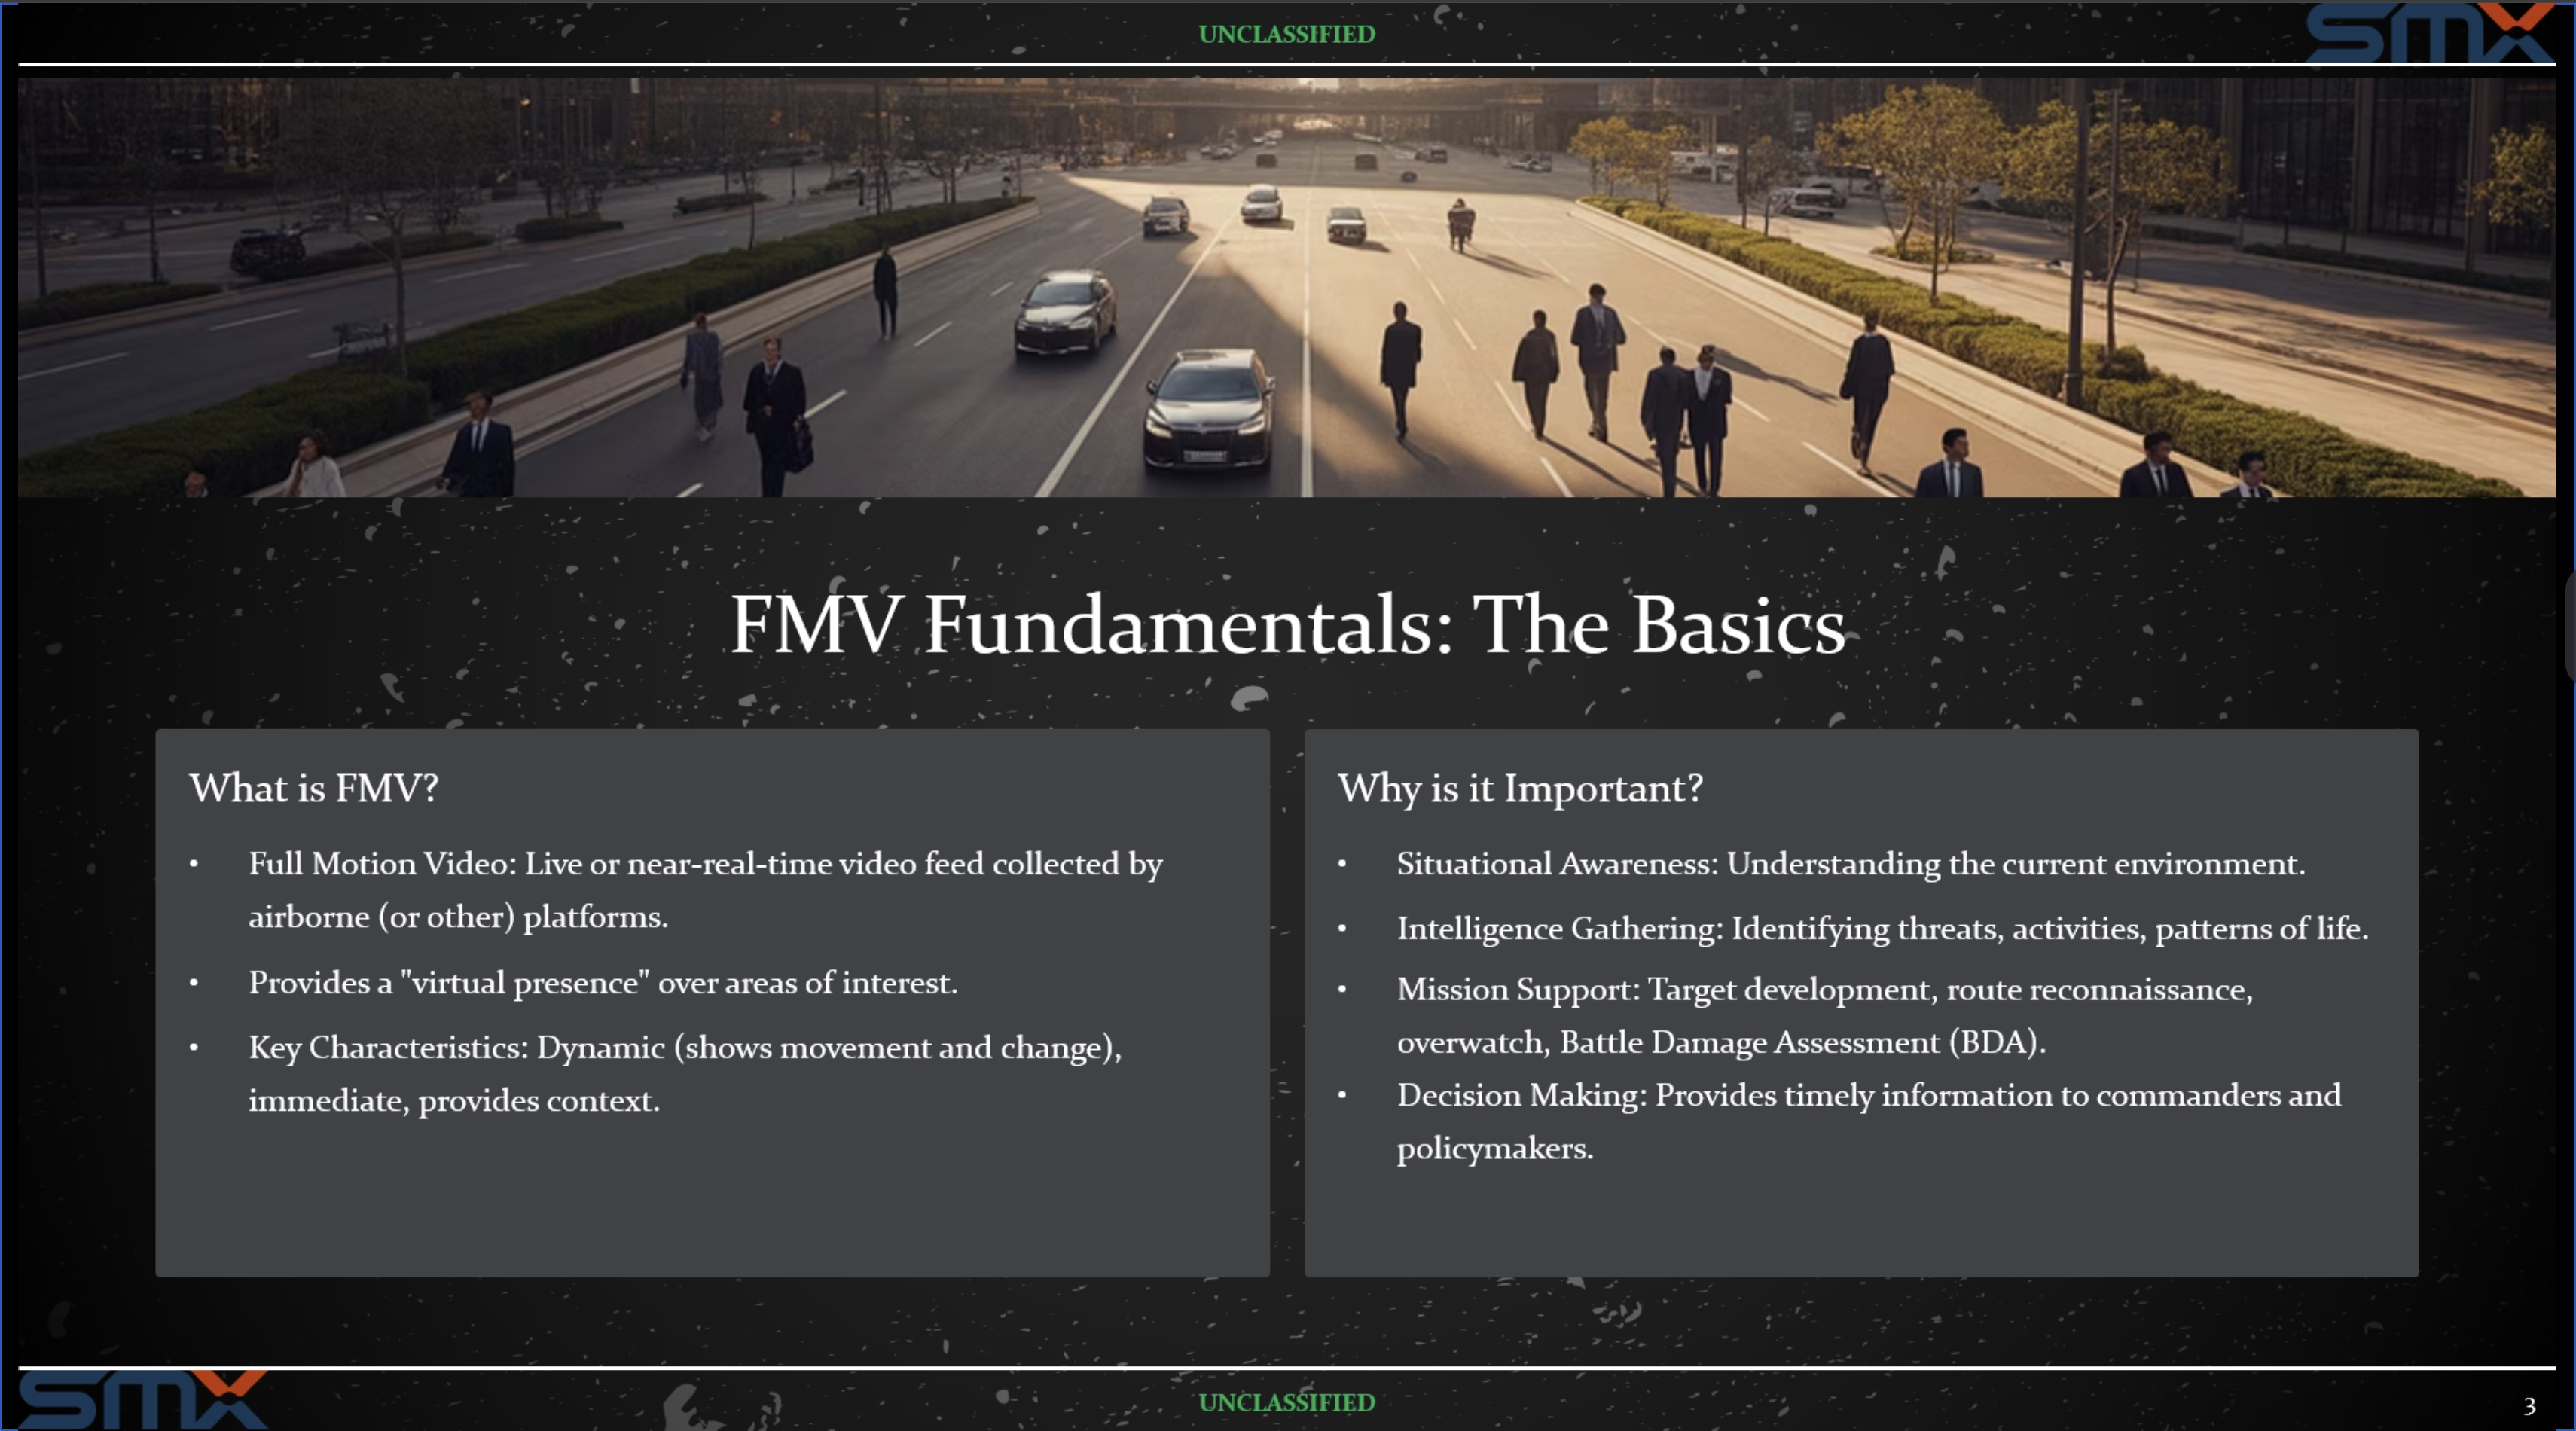 UNCLASSIFIED
SMX
FMV Fundamentals: The Basics
What is FMV?
• Full Motion Video: Live or near-real-time video feed collected by
airborne (or other) platforms.
• Provides a "virtual presence" over areas of interest.
• Key Characteristics: Dynamic (shows movement and change),
immediate, provides context.
Why is it Important?
• Situational Awareness: Understanding the current environment.
• Intelligence Gathering: Identifying threats, activities, patterns of life.
• Mission Support: Target development, route reconnaissance,
overwatch, Battle Damage Assessment (BDA).
• Decision Making: Provides timely information to commanders and
policymakers.
SMX
UNCLASSIFIED
3